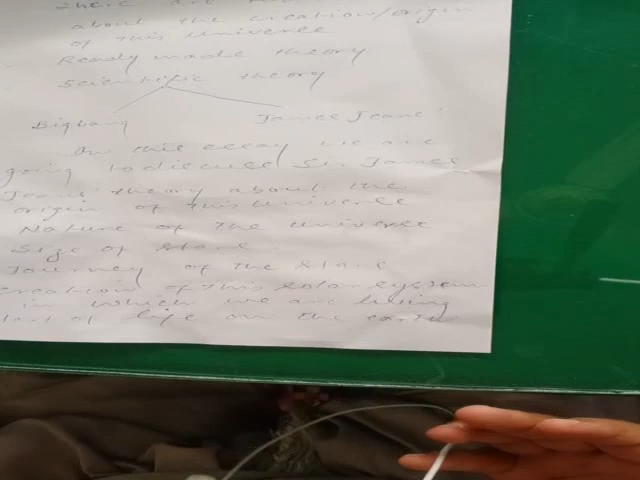 there are
about the creation/origin
of this universe
Ready made theory
Scientific theory
Bigbang James Jeans'
In this essay we are
going to discuss Sir James
Jeans' theory about the
origin of this universe
Nature of the universe
Size of stars
Journey of the stars
creation of this solar system
in which we are living
start of life on the earth